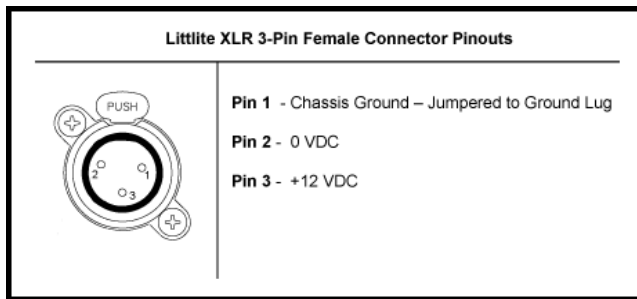 Littlite XLR 3-Pin Female Connector Pinouts
PUSH
2
1
3
Pin 1 - Chassis Ground – Jumpered to Ground Lug
Pin 2 - 0 VDC
Pin 3 - +12 VDC